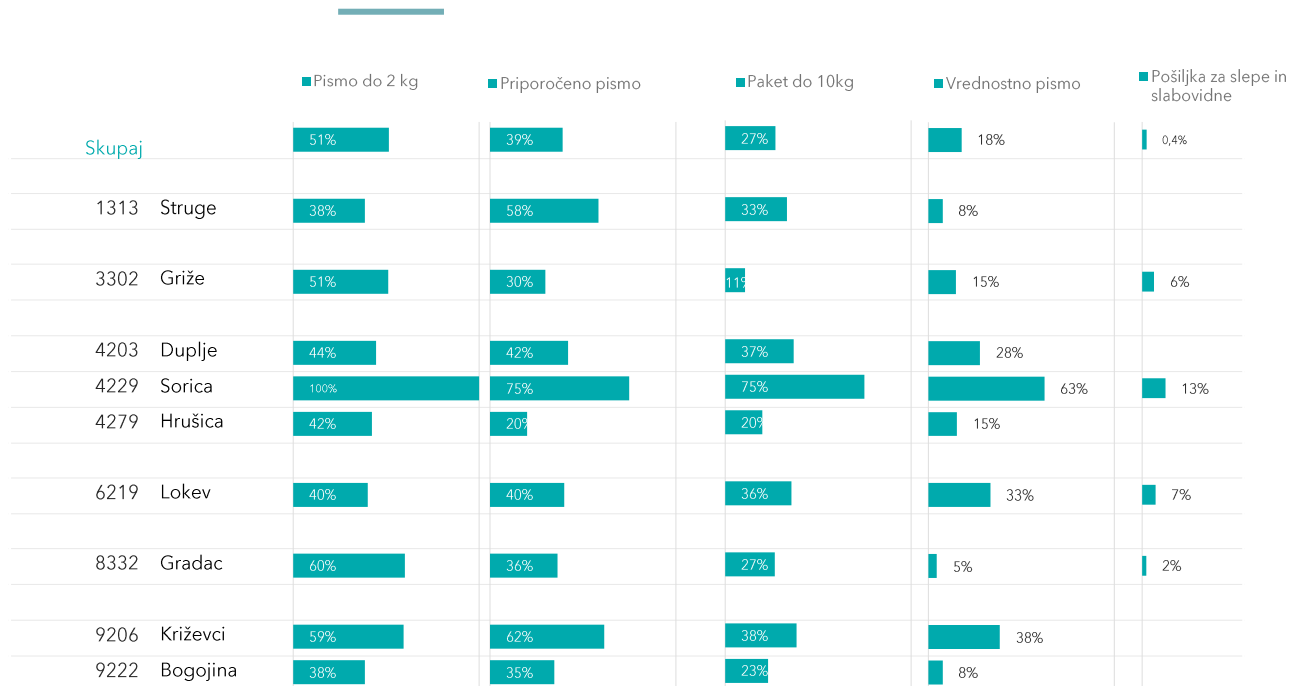 Pismo do 2 kg Priporočeno pismo Paket do 10kg Vrednostno pismo Pošiljka za slepe in
slabovidne
Skupaj 51% 39% 27% 18% 0,4%
1313 Struge 38% 58% 33% 8%
3302 Griže 51% 30% 11% 15% 6%
4203 Duplje 44% 42% 37% 28%
4229 Sorica 100% 75% 75% 63% 13%
4279 Hrušica 42% 20% 20% 15%
6219 Lokev 40% 40% 36% 33% 7%
8332 Gradac 60% 36% 27% 5% 2%
9206 Križevci 59% 62% 38% 38%
9222 Bogojina 38% 35% 23% 8%